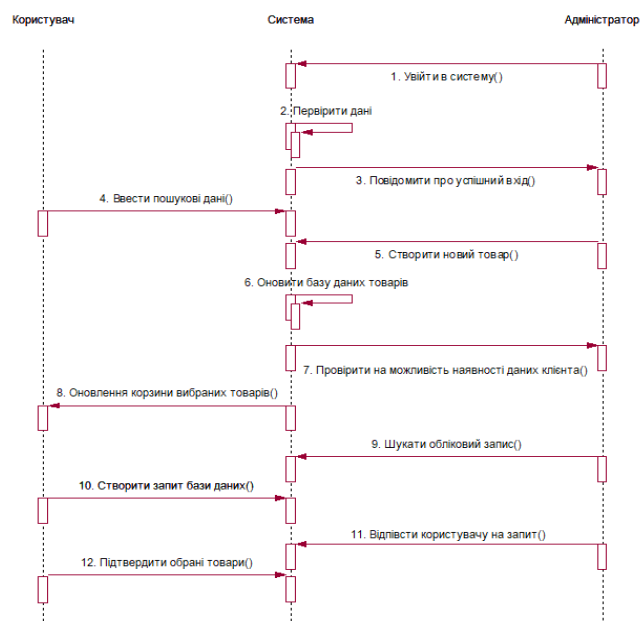 Користувач
Система
Адміністратор
1. Увійти в систему()
2. Первірити дані
3. Повідомити про успішний вхід()
4. Ввести пошукові дані()
5. Створити новий товар()
6. Оновити базу даних товарів
7. Провірити на можливість наявності даних клієнта()
8. Оновлення корзини вибраних товарів()
9. Шукати обліковий запис()
10. Створити запит бази даних()
11. Відпівсти користувачу на запит()
12. Підтвердити обрані товари()